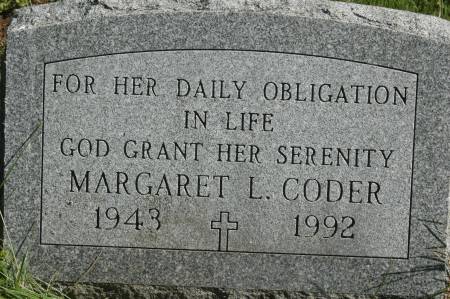 FOR HER DAILY OBLIGATION
IN LIFE
GOD GRANT HER SERENITY
MARGARET L. CODER
1943 1992